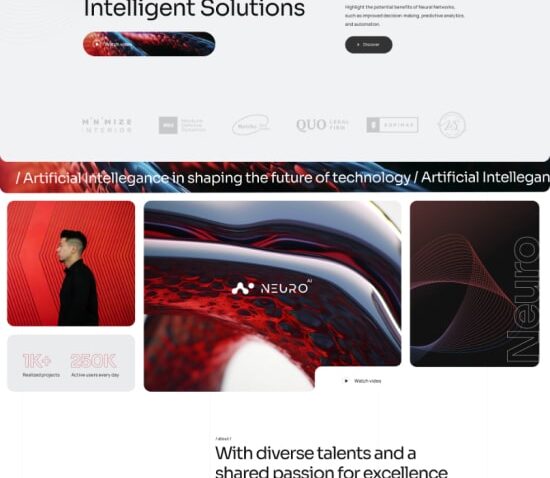 Intelligent Solutions
Highlight the potential benefits of Neural Networks,
such as improved decision-making, predictive analytics,
and automation.
Watch video
Discover
MINIMIZE
INTERIOR
QUO LEGAL
FIRM
/ Artificial Intellegance in shaping the future of technology / Artificial Intellegan
NEURO AI
Neuro
1K+
250K
Realized projects
Active users every day
Watch video
/ about /
With diverse talents and a
shared passion for excellence